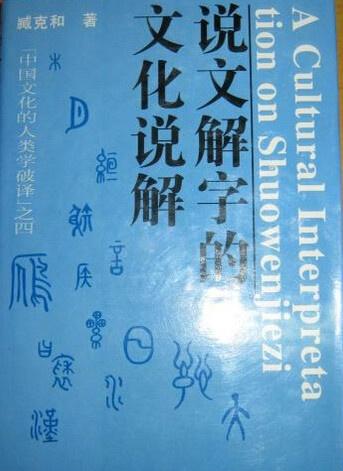 臧克和 著
说文解字的
文化说解
「中国文化的人类学破译」之四
A Cultural Interpreta
tion on Shuowenjiezi